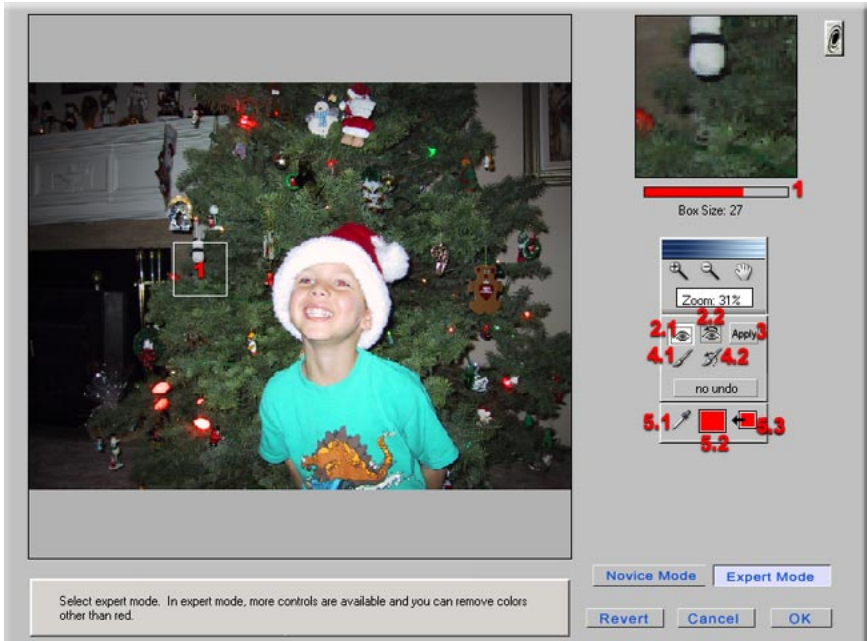 1
Box Size: 27
1
Zoom: 31%
2.2
2.1
Apply
3
4.1
4.2
no undo
5.1
5.2
5.3
Novice Mode
Expert Mode
Select expert mode. In expert mode, more controls are available and you can remove colors
other than red.
Revert
Cancel
OK